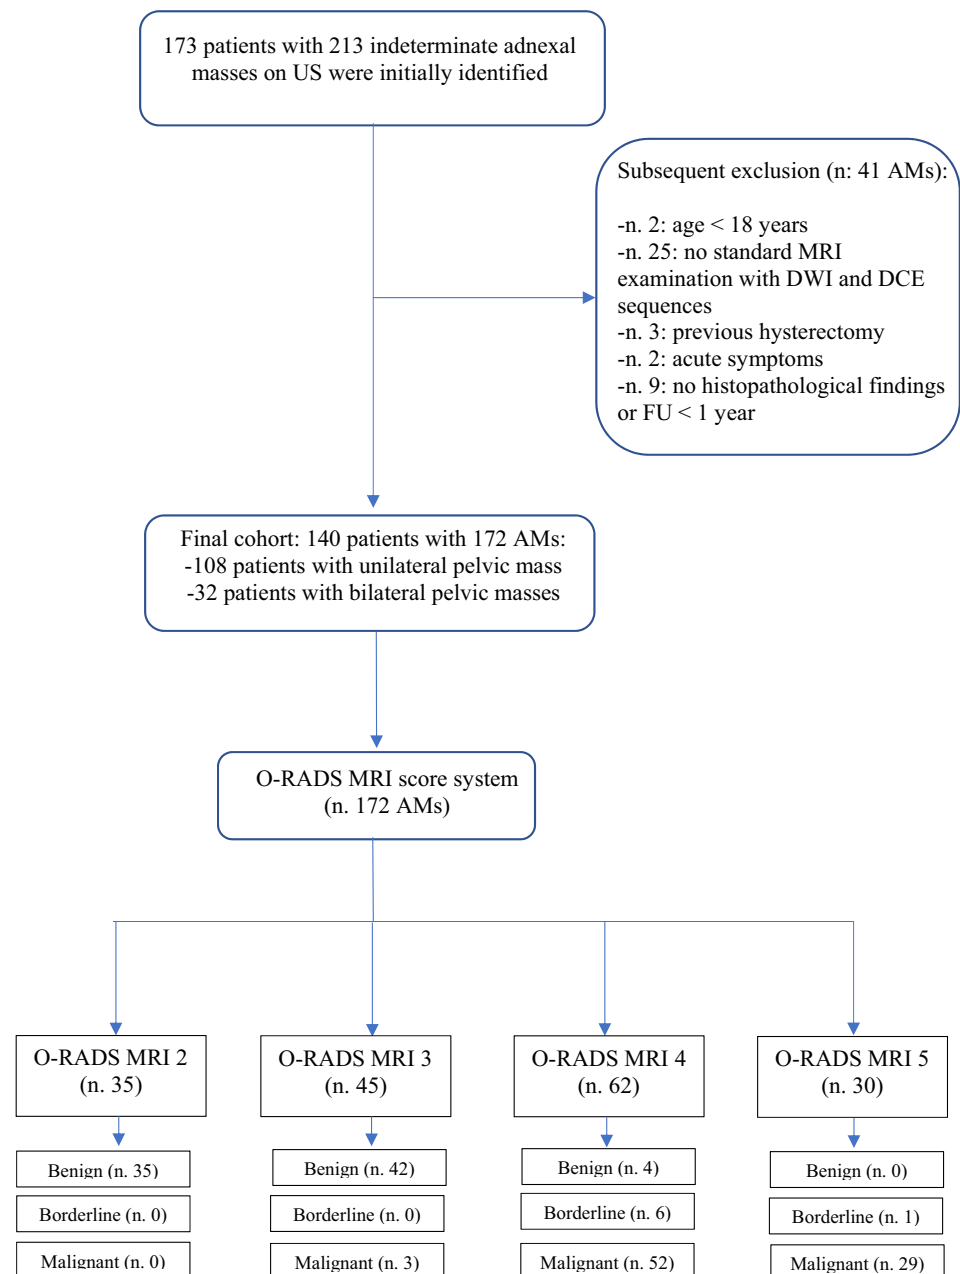 173 patients with 213 indeterminate adnexal
masses on US were initially identified
Subsequent exclusion (n: 41 AMs):
-n. 2: age < 18 years
-n. 25: no standard MRI
examination with DWI and DCE
sequences
-n. 3: previous hysterectomy
-n. 2: acute symptoms
-n. 9: no histopathological findings
or FU < 1 year
Final cohort: 140 patients with 172 AMs:
-108 patients with unilateral pelvic mass
-32 patients with bilateral pelvic masses
O-RADS MRI score system
(n. 172 AMs)
O-RADS MRI 2
(n. 35)
Benign (n. 35)
Borderline (n. 0)
Malignant (n. 0)
O-RADS MRI 3
(n. 45)
Benign (n. 42)
Borderline (n. 0)
Malignant (n. 3)
O-RADS MRI 4
(n. 62)
Benign (n. 4)
Borderline (n. 6)
Malignant (n. 52)
O-RADS MRI 5
(n. 30)
Benign (n. 0)
Borderline (n. 1)
Malignant (n. 29)